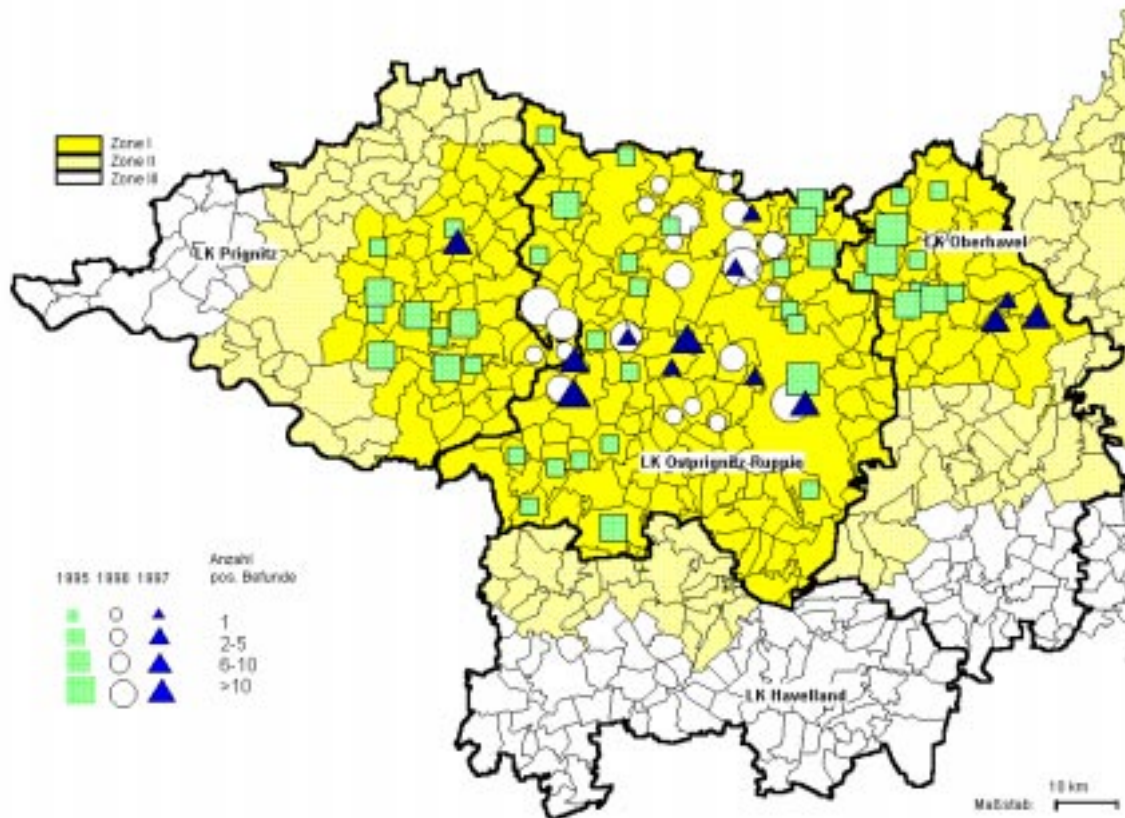 Zone I
Zone II
Zone III
LK Prignitz
LK Oberhavel
LK Ostprignitz-Ruppin
LK Havelland
Anzahl
1995 1996 1997 pos. Befunde
1
2-5
6-10
>10
10 km
Maßstab: